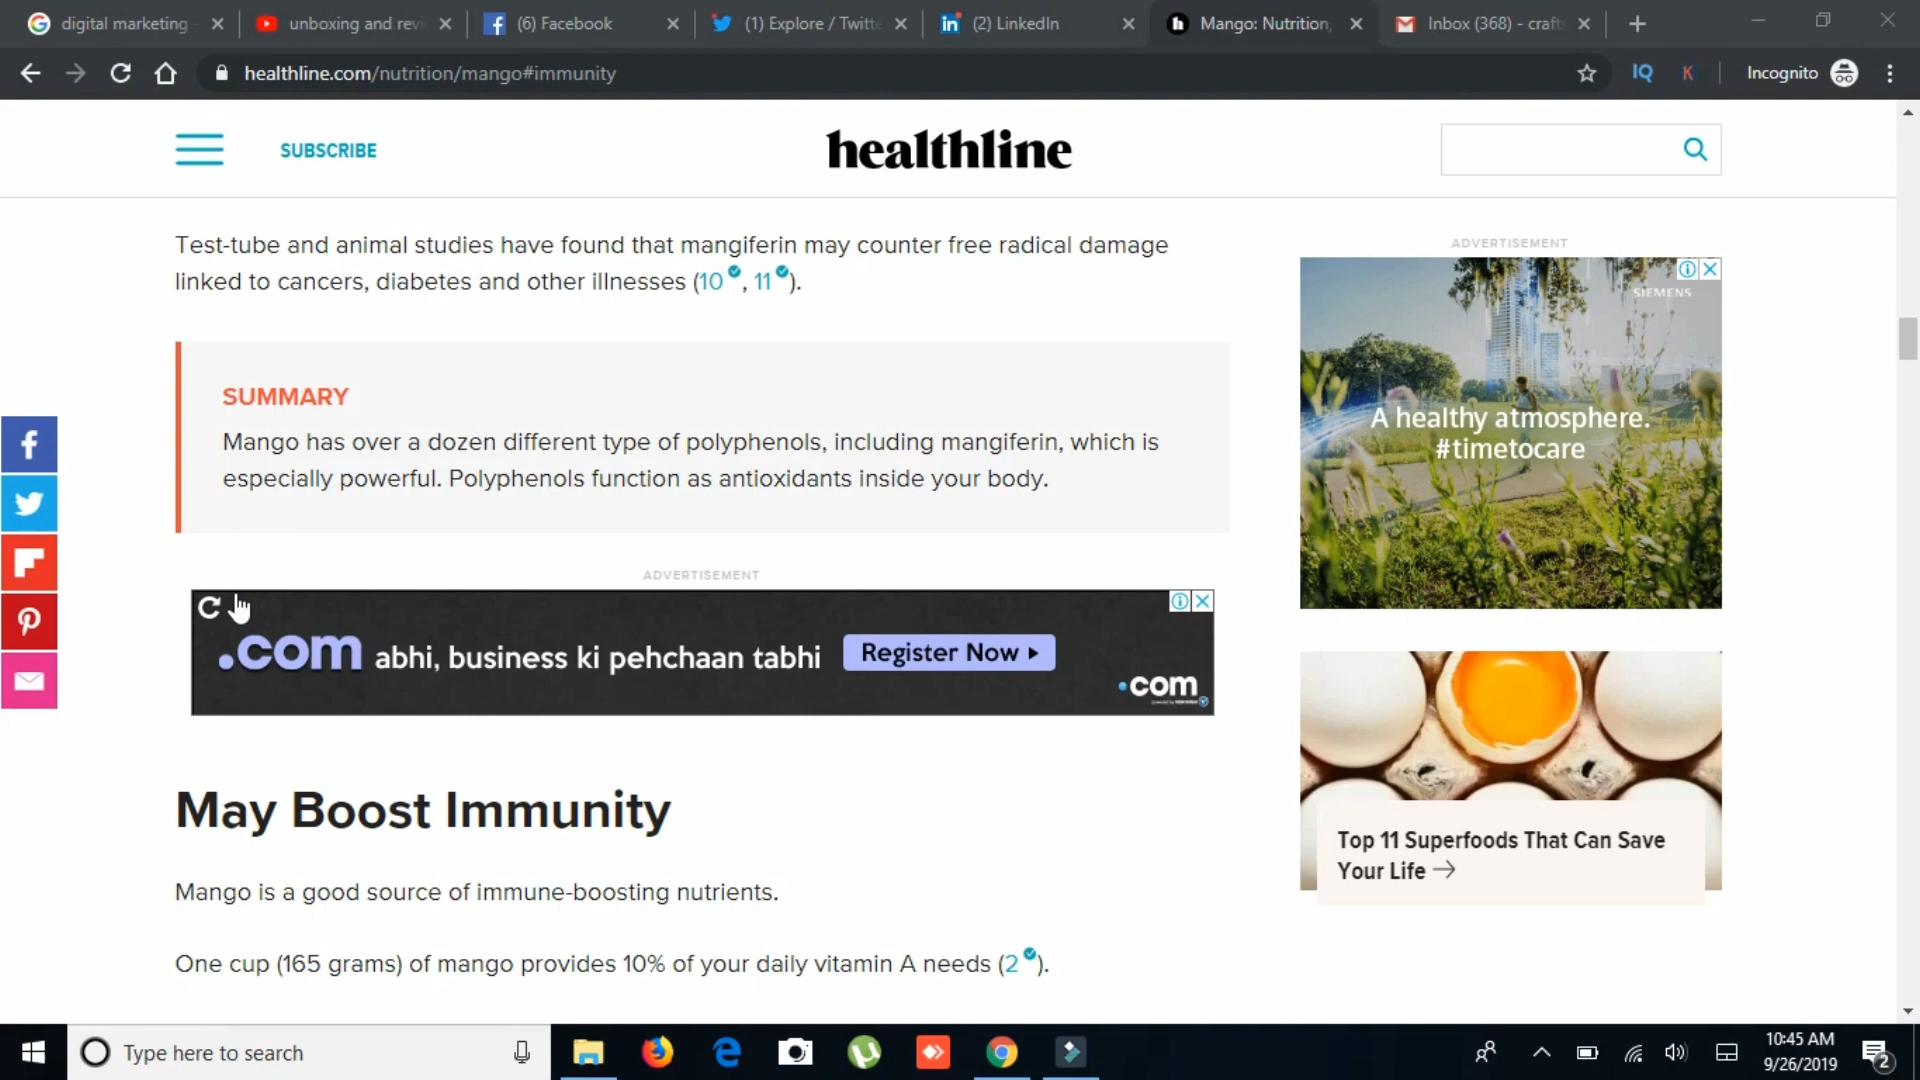 digital marketing
unboxing and revi
(6) Facebook
(1) Explore / Twitte
(2) LinkedIn
Mango: Nutrition,
Inbox (368) - craft
healthline.com/nutrition/mango#immunity
IQ
K
Incognito
SUBSCRIBE
healthline
Test-tube and animal studies have found that mangiferin may counter free radical damage
linked to cancers, diabetes and other illnesses (10, 11).
SUMMARY
Mango has over a dozen different type of polyphenols, including mangiferin, which is
especially powerful. Polyphenols function as antioxidants inside your body.
ADVERTISEMENT
.com abhi, business ki pehchaan tabhi
Register Now ▸
.com
May Boost Immunity
Mango is a good source of immune-boosting nutrients.
One cup (165 grams) of mango provides 10% of your daily vitamin A needs (2).
ADVERTISEMENT
SIEMENS
A healthy atmosphere.
#timetocare
Top 11 Superfoods That Can Save
Your Life →
Type here to search
10:45 AM
9/26/2019
2